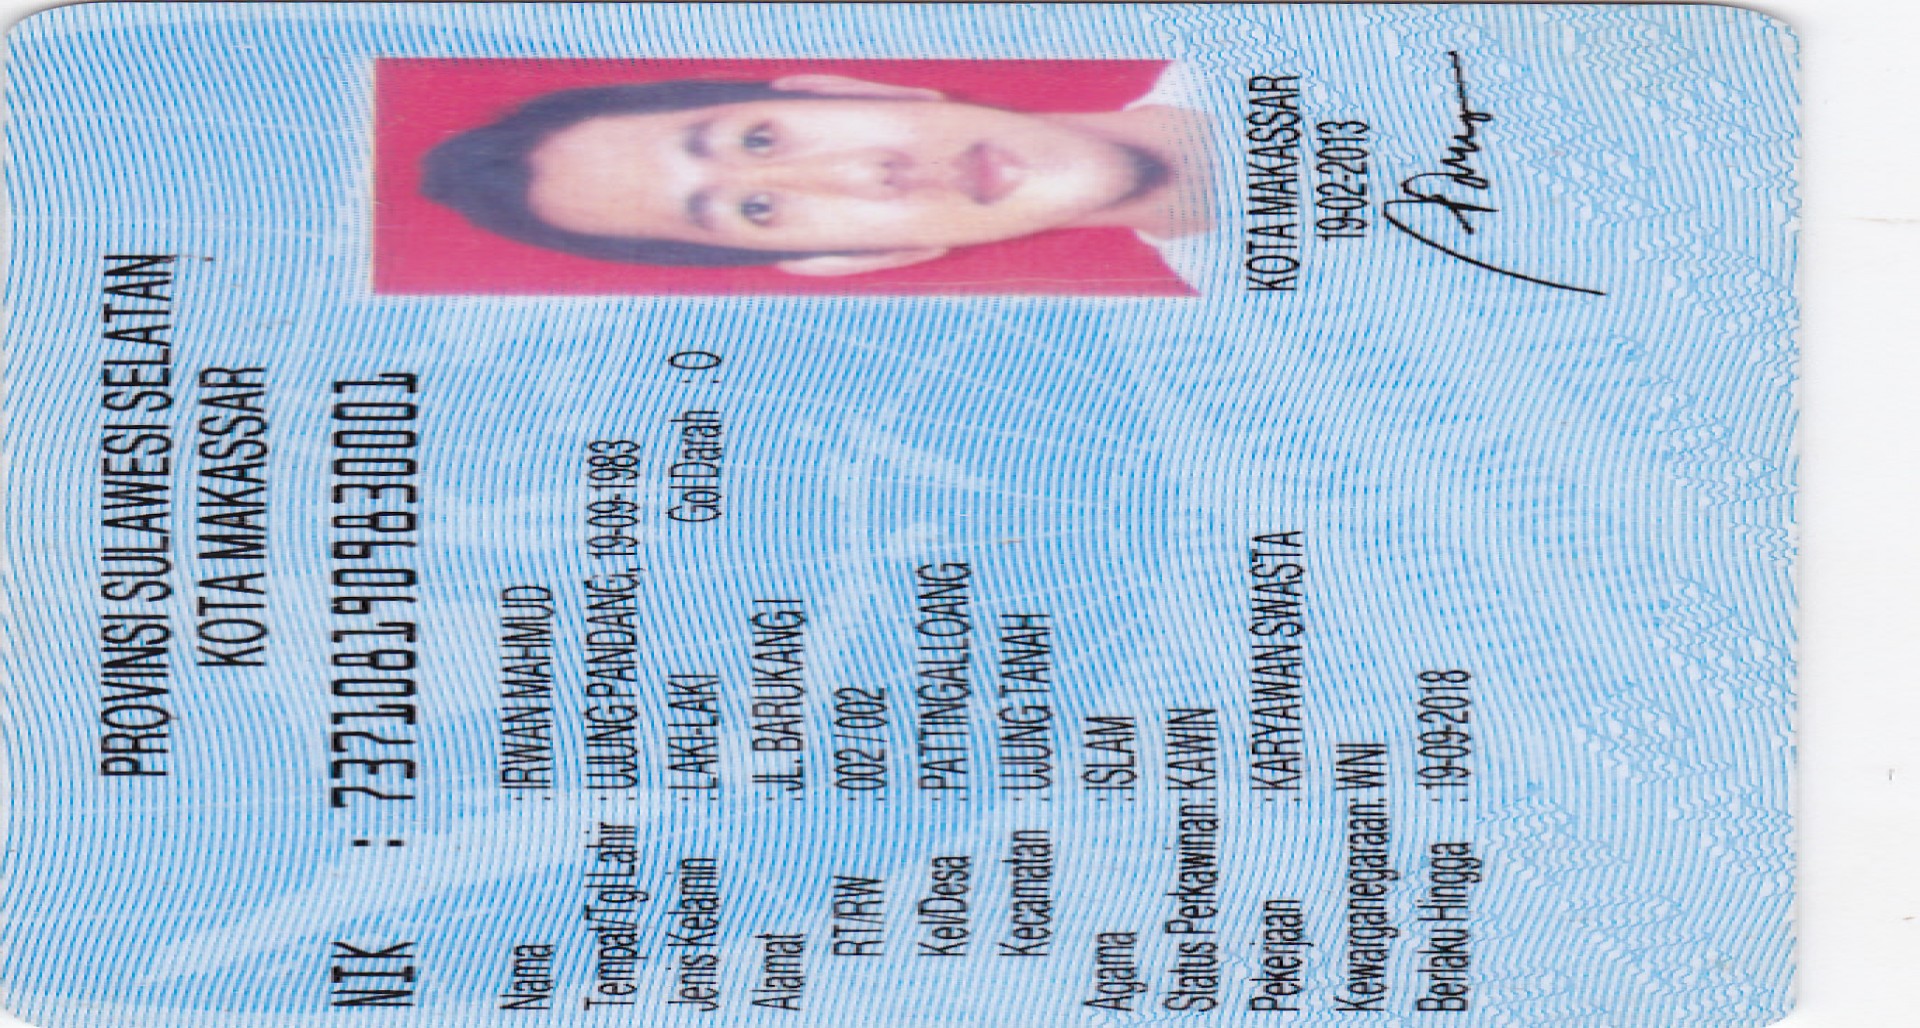 PROVINSI SULAWESI SELATAN
KOTA MAKASSAR
NIK : 7371081909830001
Nama : IRWAN MAHMUD
Tempat/Tgl Lahir : UJUNG PANDANG, 19-09-1983
Jenis Kelamin : LAKI-LAKI Gol Darah : O
Alamat : JL. BARUKANG I
RT/RW : 002 / 002
Kel/Desa : PATTINGALLOANG
Kecamatan : UJUNG TANAH
Agama : ISLAM
Status Perkawinan: KAWIN
Pekerjaan : KARYAWAN SWASTA
Kewarganegaraan: WNI
Berlaku Hingga : 19-09-2018
KOTA MAKASSAR
19-02-2013